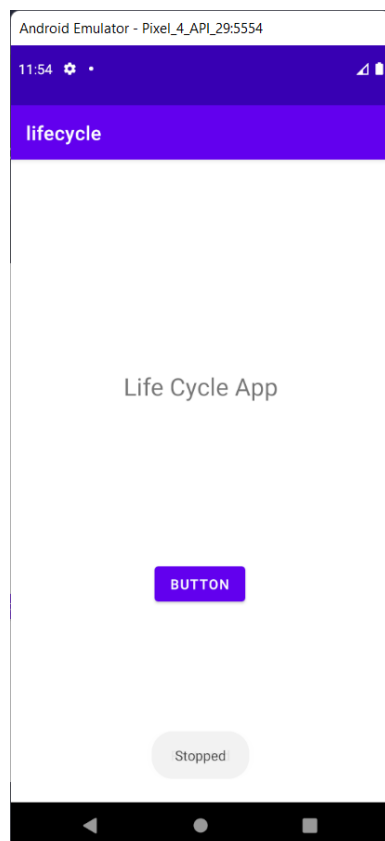 Android Emulator - Pixel_4_API_29:5554
11:54
lifecycle
Life Cycle App
BUTTON
Stopped